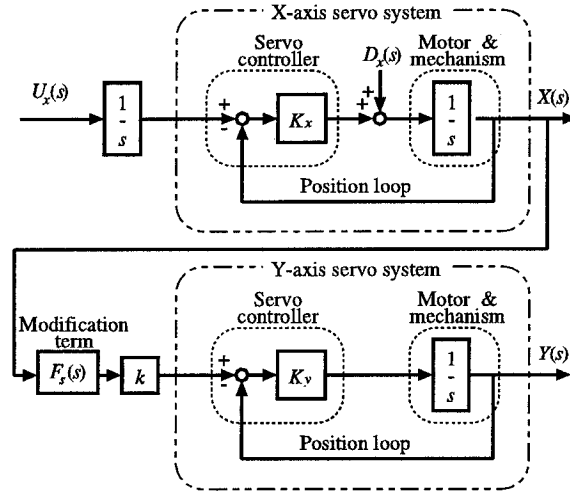 X-axis servo system
Servo
controller
D_x(s)
Motor &
mechanism
U_x(s)
1
s
+
-
K_x
+
+
1
s
X(s)
Position loop
Y-axis servo system
Servo
controller
Motor &
mechanism
Modification
term
F_s(s)
k
+
-
K_y
1
s
Y(s)
Position loop